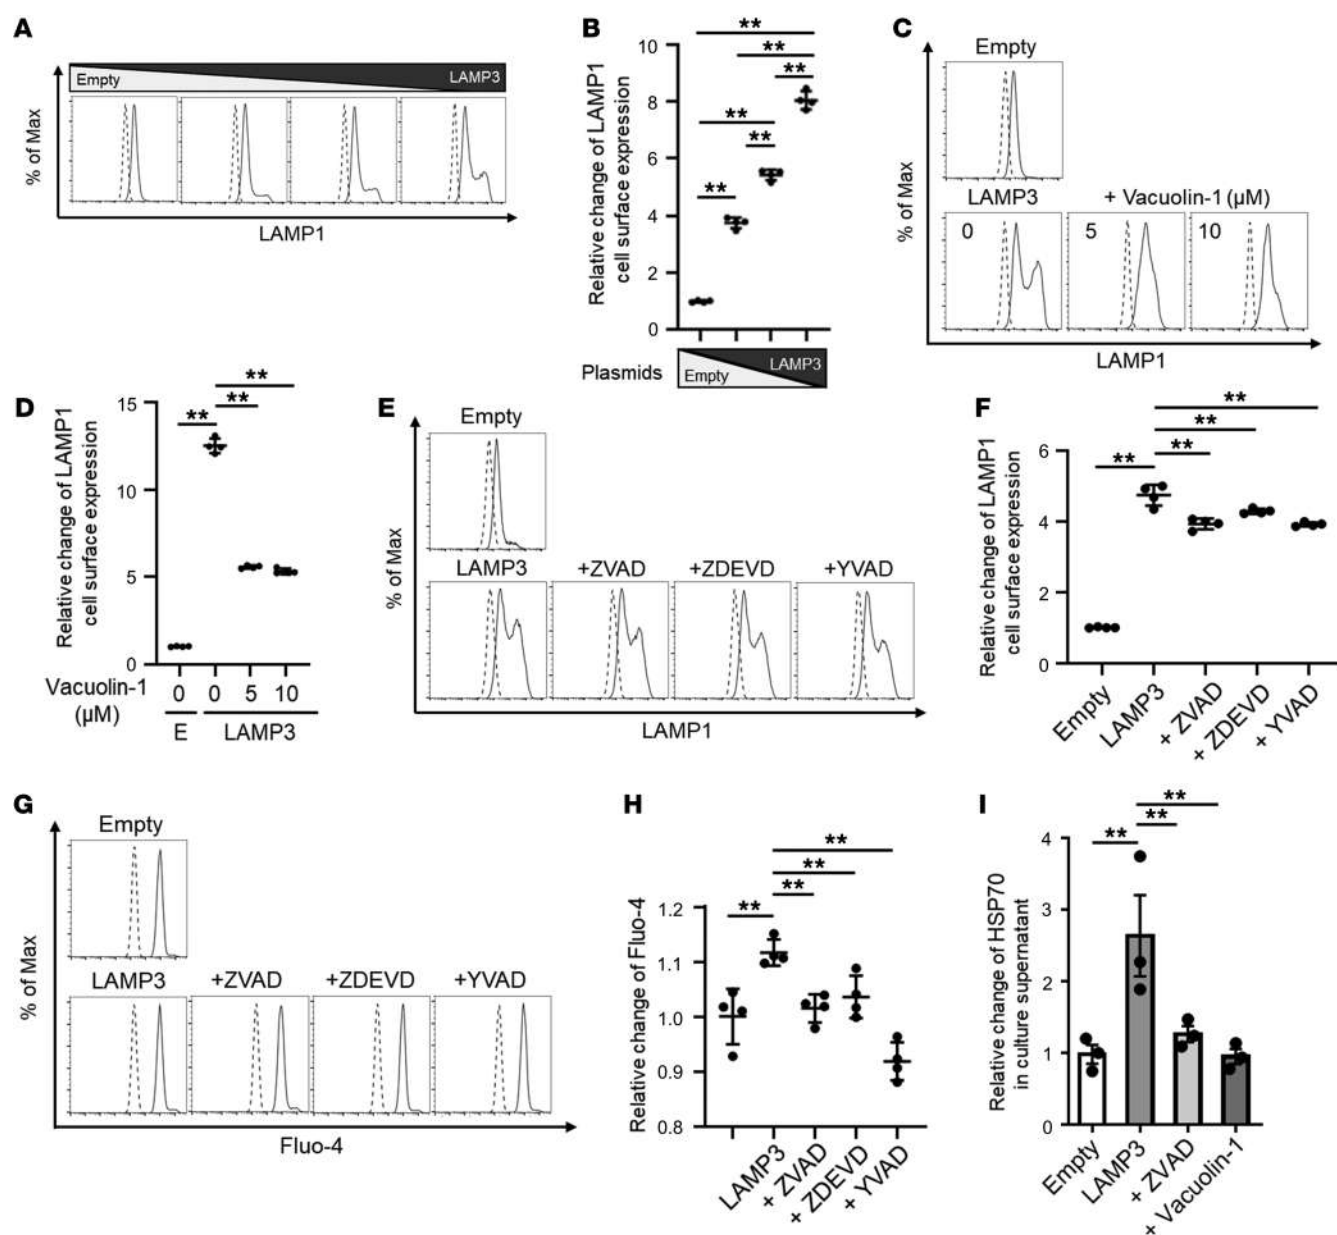 A
Empty
LAMP3
% of Max
LAMP1
B
**
**
**
**
**
**
10
8
6
4
2
0
Relative change of LAMP1
cell surface expression
Plasmids
Empty
LAMP3
C
Empty
LAMP3
+ Vacuolin-1 (µM)
0
5
10
% of Max
LAMP1
D
**
**
**
15
10
5
0
Relative change of LAMP1
cell surface expression
Vacuolin-1
(µM)
0
0
5
10
E
LAMP3
E
Empty
% of Max
LAMP3
+ZVAD
+ZDEVD
+YVAD
LAMP1
F
**
**
**
**
6
4
2
0
Relative change of LAMP1
cell surface expression
Empty
LAMP3
+ ZVAD
+ ZDEVD
+ YVAD
G
Empty
% of Max
LAMP3
+ZVAD
+ZDEVD
+YVAD
Fluo-4
H
**
**
**
**
1.2
1.1
1.0
0.9
0.8
Relative change of Fluo-4
LAMP3
+ ZVAD
+ ZDEVD
+ YVAD
I
**
**
**
4
3
2
1
0
Relative change of HSP70
in culture supernatant
Empty
LAMP3
+ ZVAD
+ Vacuolin-1